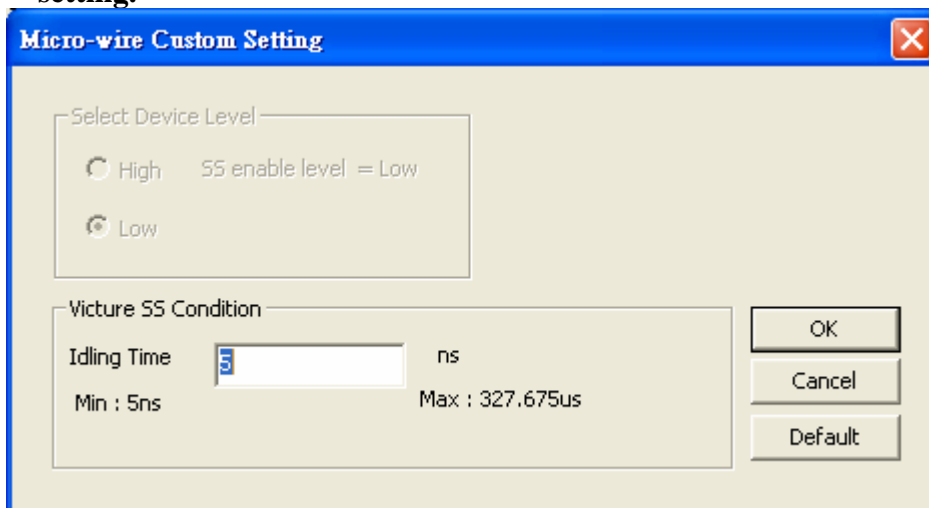 setting.
Micro-wire Custom Setting
Select Device Level
High SS enable level = Low
Low
Victure SS Condition
Idling Time 5 ns
Min : 5ns Max : 327.675us
OK
Cancel
Default